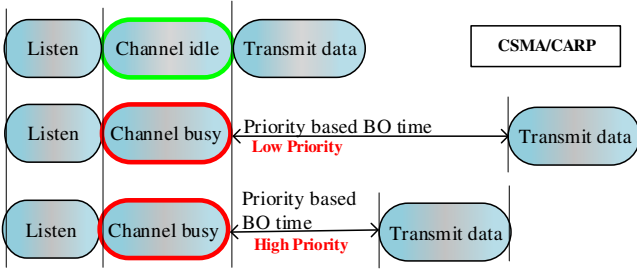 Listen
Channel idle
Transmit data
CSMA/CARP
Listen
Channel busy
Priority based BO time
Low Priority
Transmit data
Listen
Channel busy
Priority based
BO time
High Priority
Transmit data